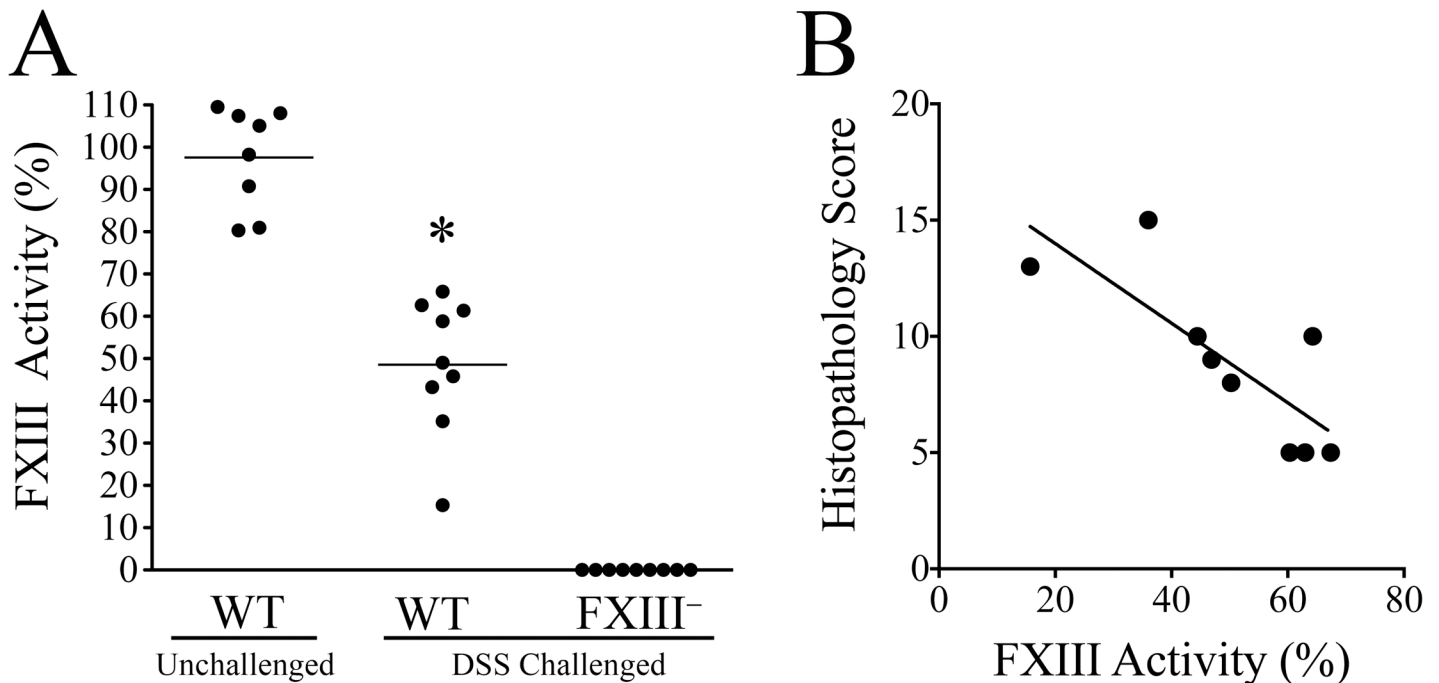 A
FXIII Activity (%)
110
100
90
80
70
60
50
40
30
20
10
0
*
WT
WT
FXIII⁻
Unchallenged
DSS Challenged
B
Histopathology Score
20
15
10
5
0
0
20
40
60
80
FXIII Activity (%)